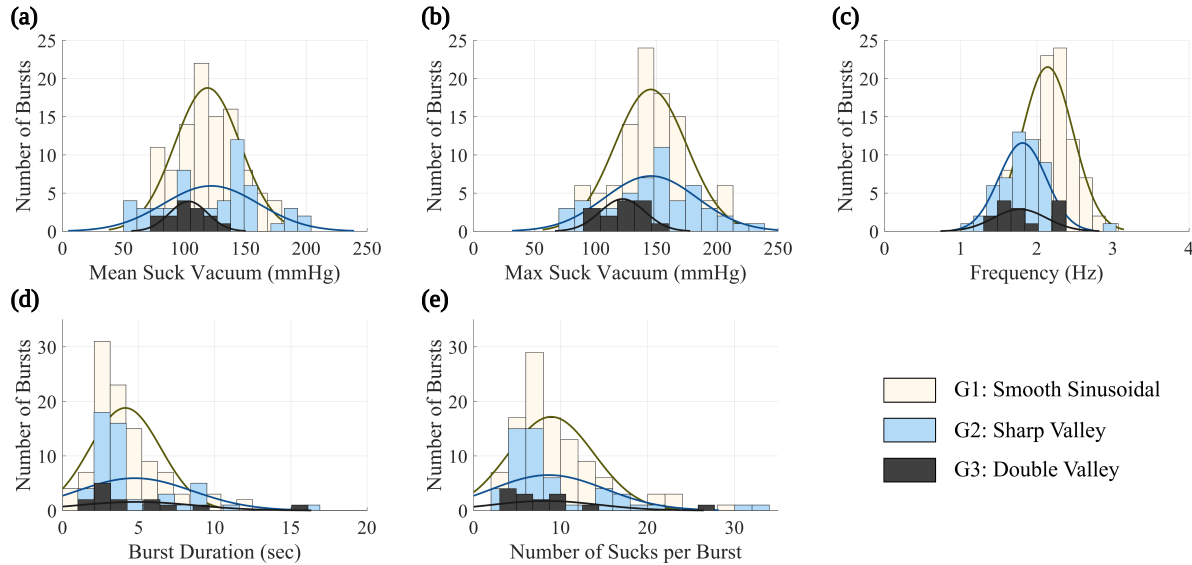 (a)
25
20
15
10
5
0
Number of Bursts
0 50 100 150 200 250
Mean Suck Vacuum (mmHg)
(b)
25
20
15
10
5
0
Number of Bursts
0 50 100 150 200 250
Max Suck Vacuum (mmHg)
(c)
25
20
15
10
5
0
Number of Bursts
0 1 2 3 4
Frequency (Hz)
(d)
30
20
10
0
Number of Bursts
0 5 10 15 20
Burst Duration (sec)
(e)
30
20
10
0
Number of Bursts
0 10 20 30
Number of Sucks per Burst
G1: Smooth Sinusoidal
G2: Sharp Valley
G3: Double Valley